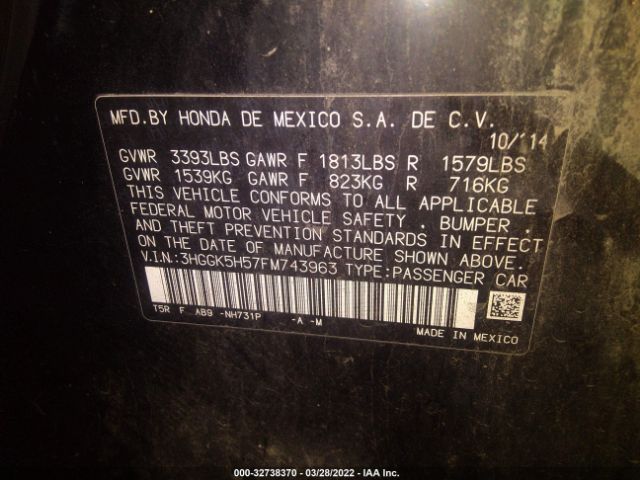 MFD.BY HONDA DE MEXICO S.A. DE C.V.
10/'14
GVWR 3393LBS GAWR F 1813LBS R 1579LBS
GVWR 1539KG GAWR F 823KG R 716KG
THIS VEHICLE CONFORMS TO ALL APPLICABLE
FEDERAL MOTOR VEHICLE SAFETY , BUMPER ,
AND THEFT PREVENTION STANDARDS IN EFFECT
ON THE DATE OF MANUFACTURE SHOWN ABOVE.
V.I.N.:3HGGK5H57FM743963 TYPE:PASSENGER CAR
T5R F AB9 -NH731P -A -M
MADE IN MEXICO
000-32738370 - 03/28/2022 - IAA Inc.